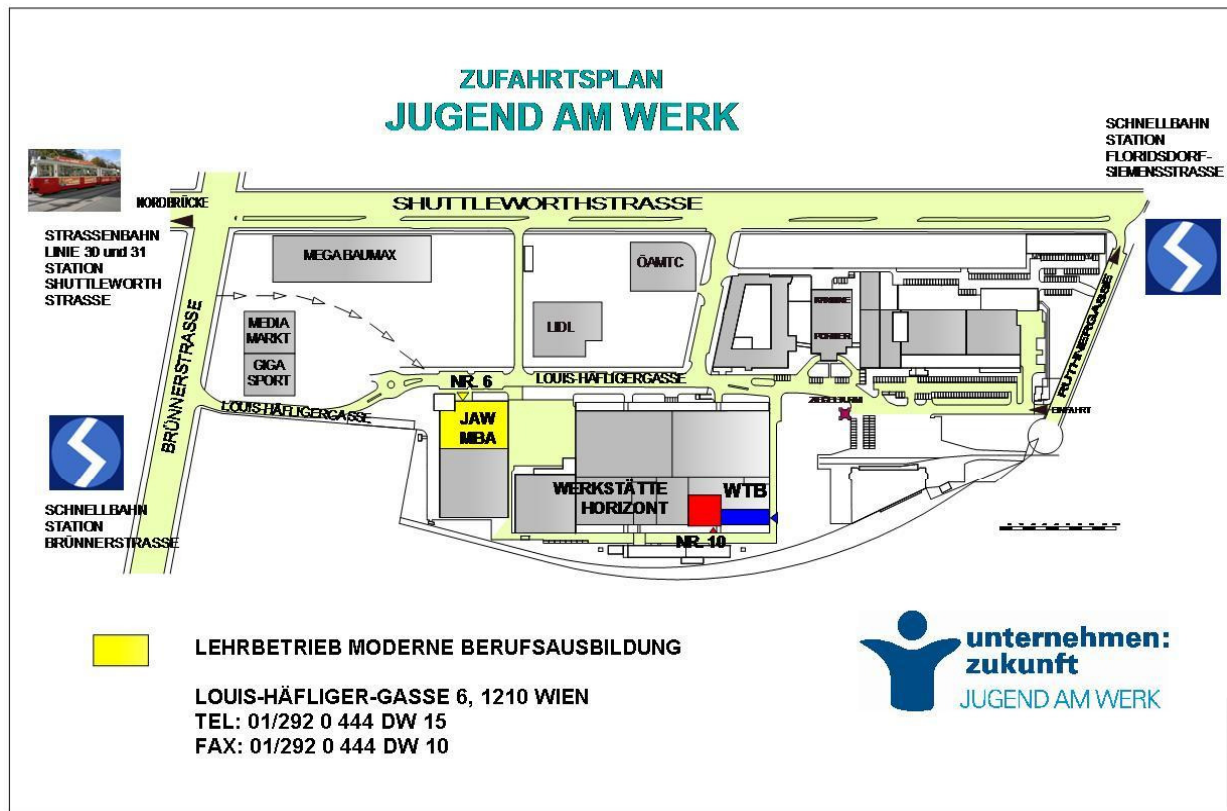 ZUFAHRTSPLAN
JUGEND AM WERK
SCHNELLBAHN
STATION
FLORIDSDORF-
SIEMENSSTRASSE
NORDBRÜCKE
SHUTTLEWORTHSTRASSE
STRASSENBAHN
LINIE 30 und 31
STATION
SHUTTLEWORTH
STRASSE
MEGA BAUMAX
ÖAMTC
MEDIA
MARKT
GIGA
SPORT
LIDL
PORTIER
RUTHNERGASSE
BRÜNNERSTRASSE
NR. 6
LOUIS-HÄFLIGERGASSE
LOUIS-HÄFLIGERGASSE
EINFAHRT
JAW
MBA
WERKSTÄTTE
HORIZONT
WTB
NR. 10
SCHNELLBAHN
STATION
BRÜNNERSTRASSE
LEHRBETRIEB MODERNE BERUFSAUSBILDUNG
LOUIS-HÄFLIGER-GASSE 6, 1210 WIEN
TEL: 01/292 0 444 DW 15
FAX: 01/292 0 444 DW 10
unternehmen:
zukunft
JUGEND AM WERK